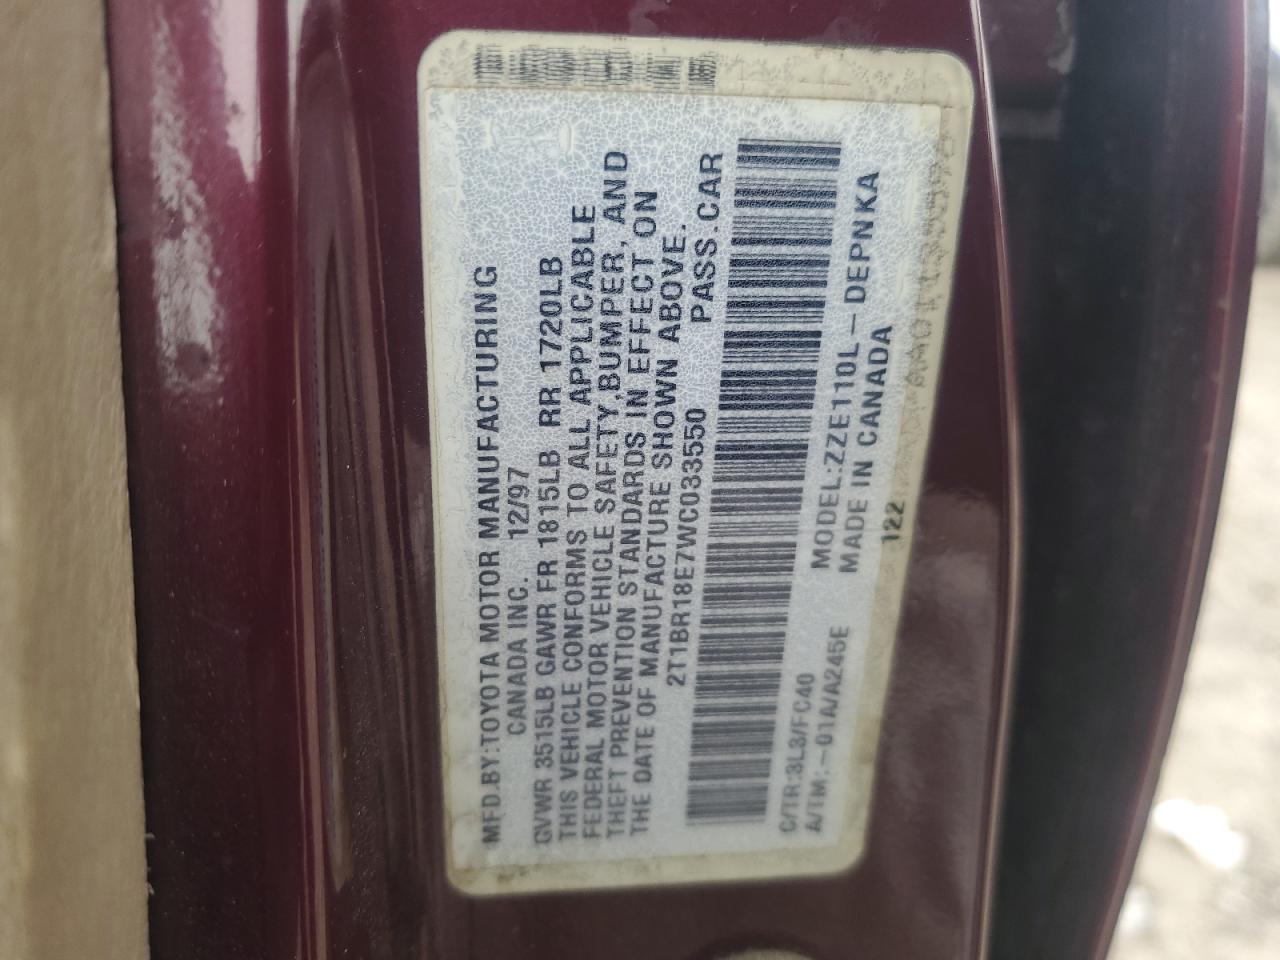 MFD.BY:TOYOTA MOTOR MANUFACTURING
CANADA INC. 12/97
GVWR 3515LB GAWR FR 1815LB RR 1720LB
THIS VEHICLE CONFORMS TO ALL APPLICABLE
FEDERAL MOTOR VEHICLE SAFETY,BUMPER, AND
THEFT PREVENTION STANDARDS IN EFFECT ON
THE DATE OF MANUFACTURE SHOWN ABOVE.
2T1BR18E7WC033550 PASS.CAR
C/TR:3L3/FC40 MODEL:ZZE110L-DEPNKA
A/TM:-01A/A245E MADE IN CANADA
122